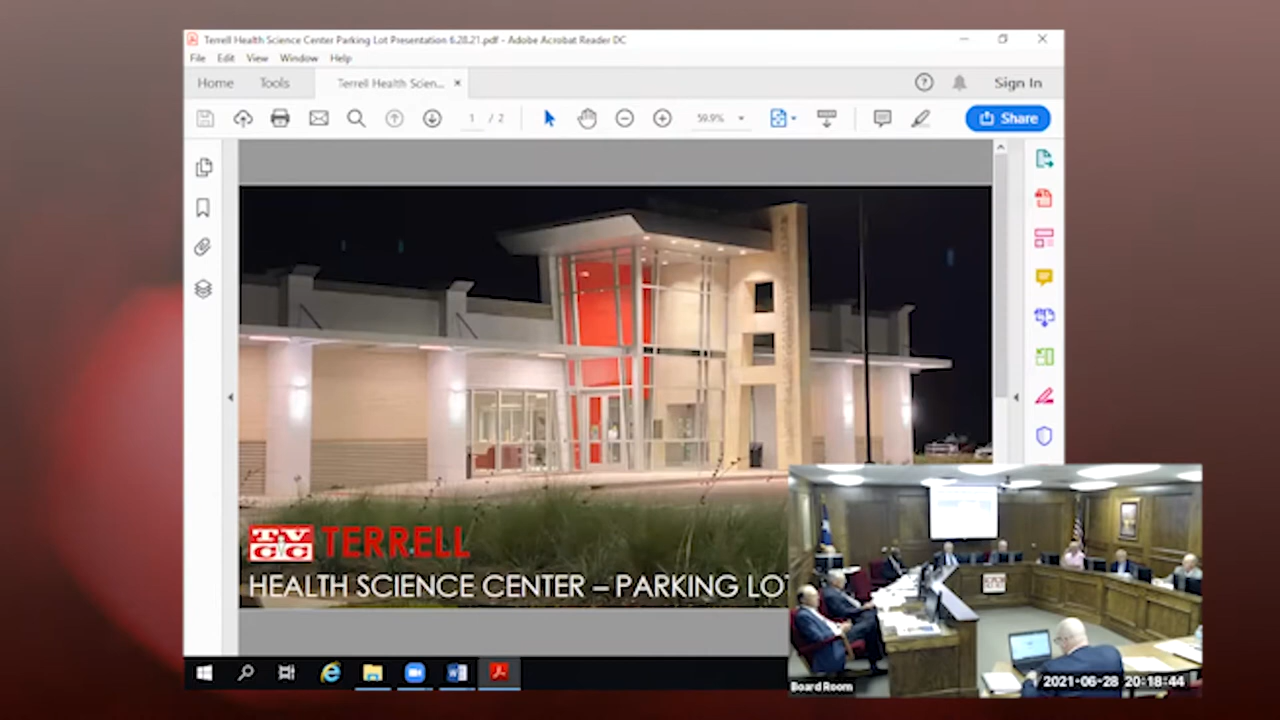 Terrell Health Science Center Parking Lot Presentation 6.28.21.pdf - Adobe Acrobat Reader DC
File Edit View Window Help
Home Tools Terrell Health Scien... × Sign In
1 / 2 59.9% Share
TVCC TERRELL
HEALTH SCIENCE CENTER – PARKING LOT
Board Room
2021-06-28 20:18:44